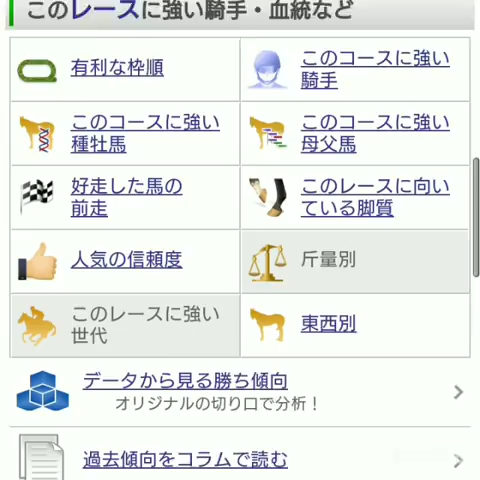 このレースに強い騎手・血統など
有利な枠順
このコースに強い
騎手
このコースに強い
種牡馬
このコースに強い
母父馬
好走した馬の
前走
このレースに向い
ている脚質
人気の信頼度
斤量別
このレースに強い
世代
東西別
データから見る勝ち傾向
オリジナルの切り口で分析！
過去傾向をコラムで読む